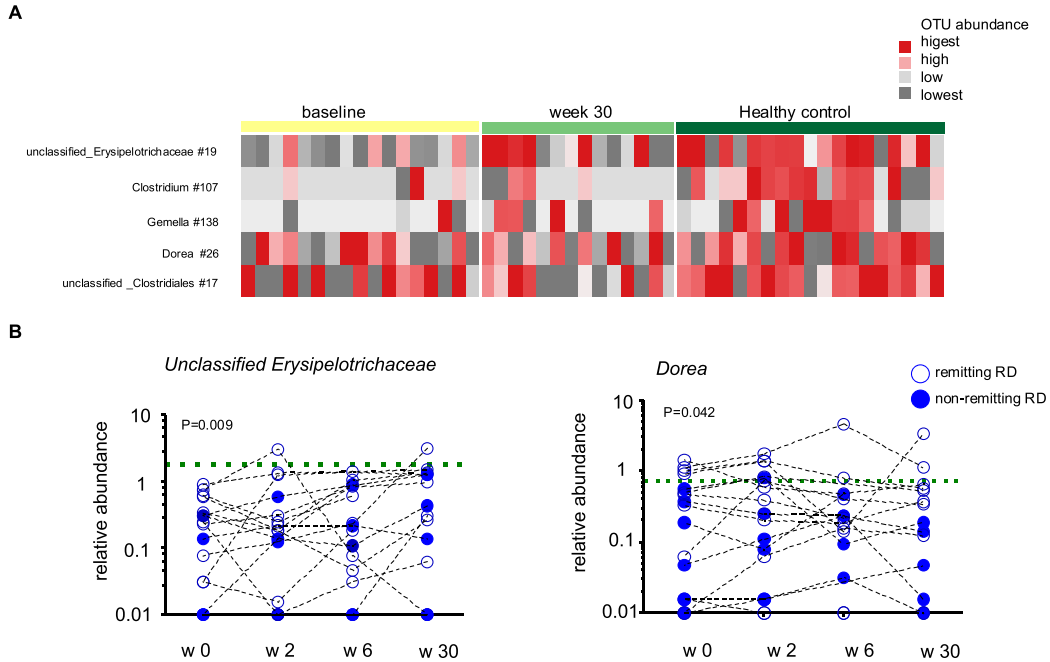 A
OTU abundance
higest
high
low
lowest
baseline week 30 Healthy control
unclassified_Erysipelotrichaceae #19
Clostridium #107
Gemella #138
Dorea #26
unclassified _Clostridiales #17
B
Unclassified Erysipelotrichaceae
P=0.009
relative abundance
10
1
0.1
0.01
w 0 w 2 w 6 w 30
Dorea
P=0.042
relative abundance
10
1
0.1
0.01
w 0 w 2 w 6 w 30
remitting RD
non-remitting RD